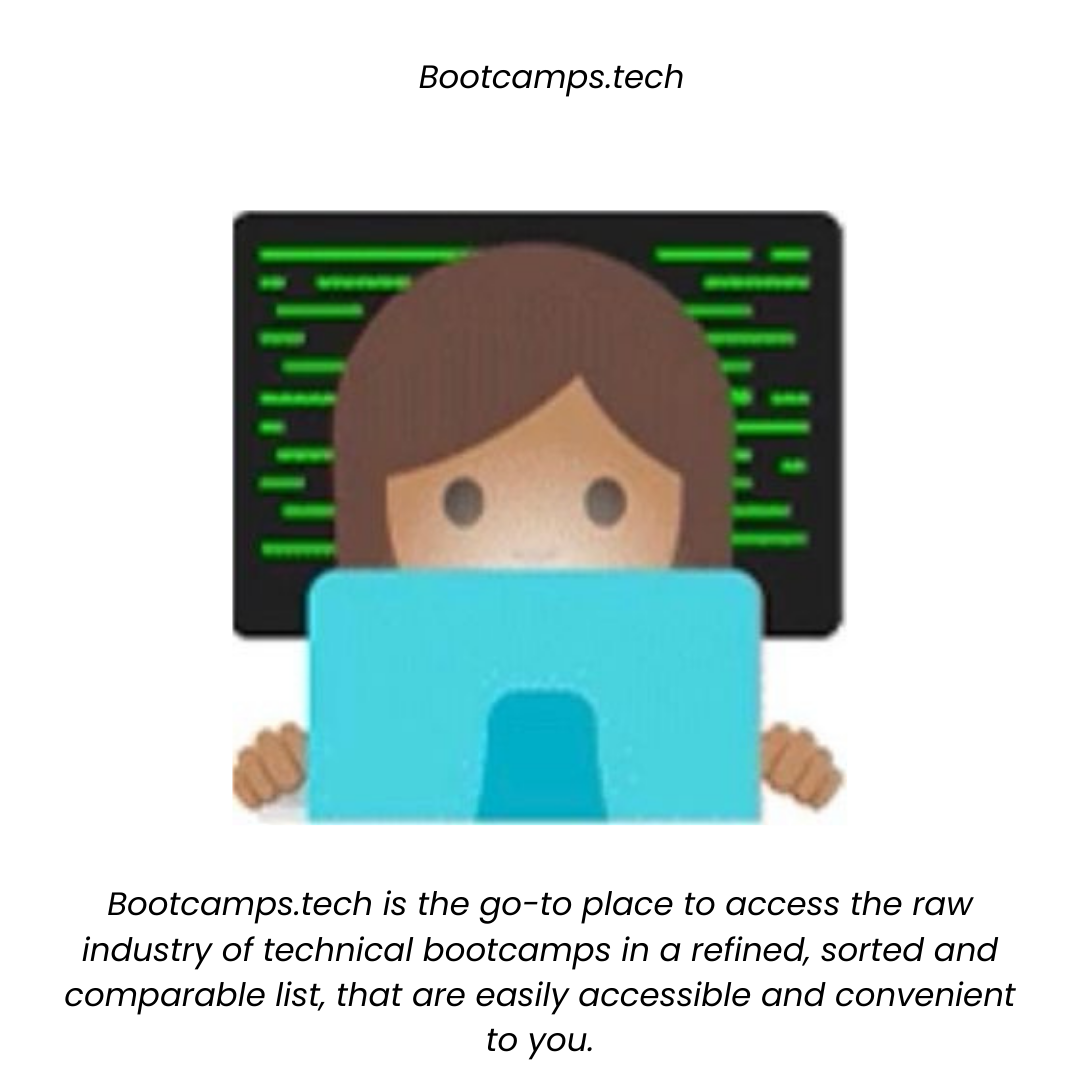 Bootcamps.tech
Bootcamps.tech is the go-to place to access the raw
industry of technical bootcamps in a refined, sorted and
comparable list, that are easily accessible and convenient
to you.